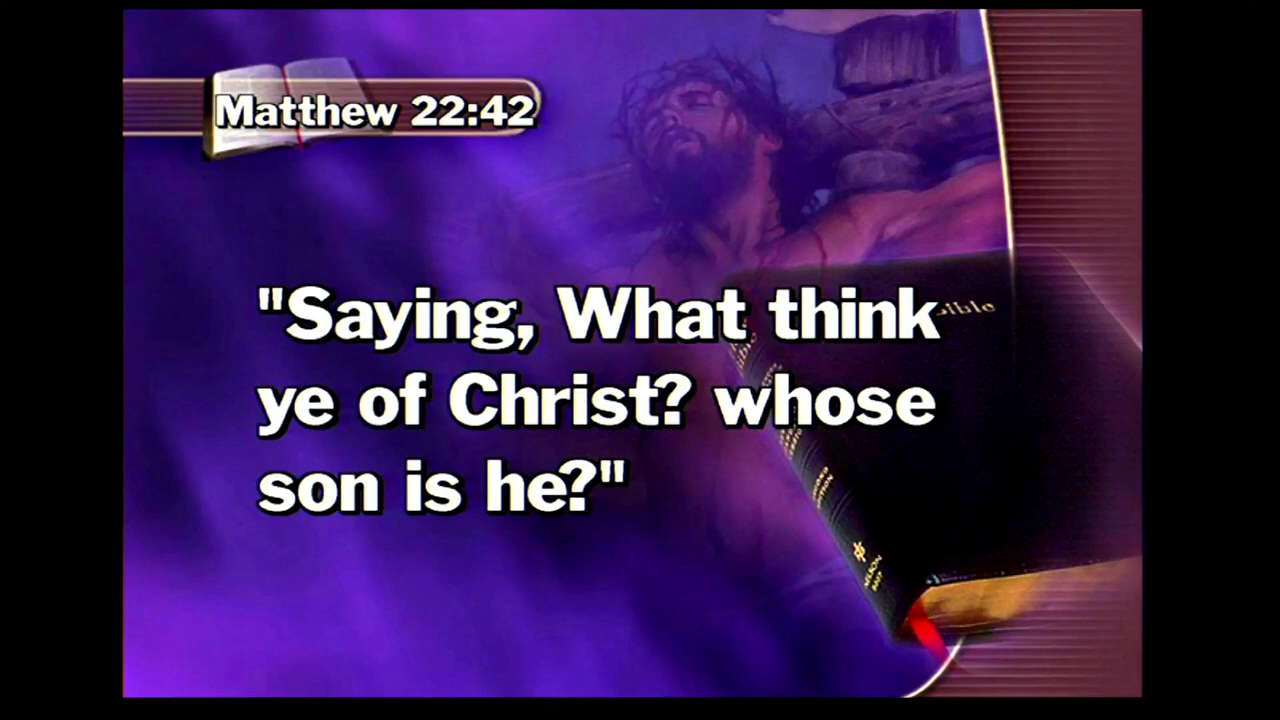 Matthew 22:42
"Saying, What think
ye of Christ? whose
son is he?"